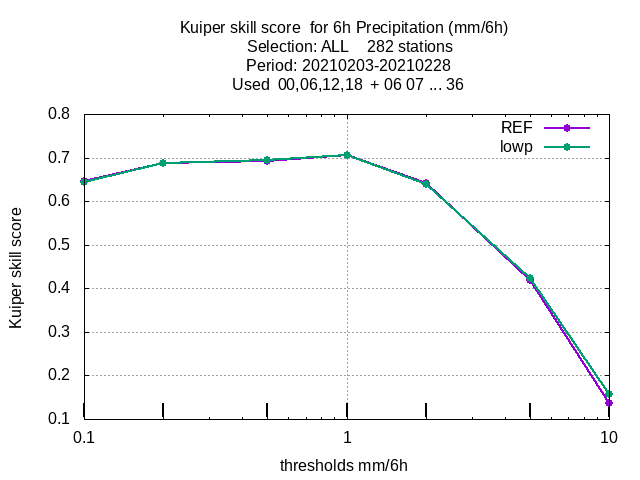 Kuiper skill score  for 6h Precipitation (mm/6h)
Selection: ALL    282 stations
Period: 20210203-20210228
Used  00,06,12,18  + 06 07 ... 36
REF
lowp
0.8
0.7
0.6
0.5
0.4
0.3
0.2
0.1
Kuiper skill score
0.1
1
10
thresholds mm/6h